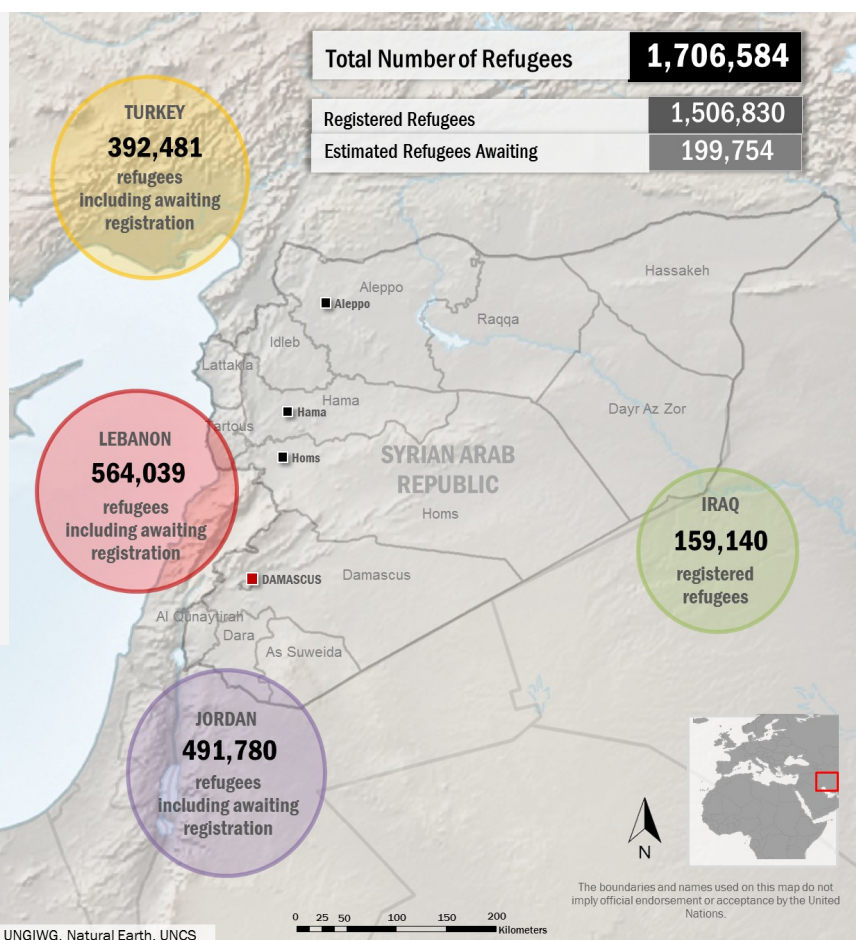 Total Number of Refugees 1,706,584
Registered Refugees 1,506,830
Estimated Refugees Awaiting 199,754
TURKEY
392,481
refugees
including awaiting
registration
Hassakeh
Aleppo
Aleppo
Raqqa
Idleb
Lattakia
Hama
Hama
Dayr Az Zor
Tartous
LEBANON
564,039
refugees
including awaiting
registration
Homs
SYRIAN ARAB
REPUBLIC
Homs
IRAQ
159,140
registered
refugees
DAMASCUS
Damascus
Al Qunaytirah
Dara
As Suweida
JORDAN
491,780
refugees
including awaiting
registration
N
The boundaries and names used on this map do not
imply official endorsement or acceptance by the United
Nations.
0 25 50 100 150 200
Kilometers
UNGIWG, Natural Earth, UNCS